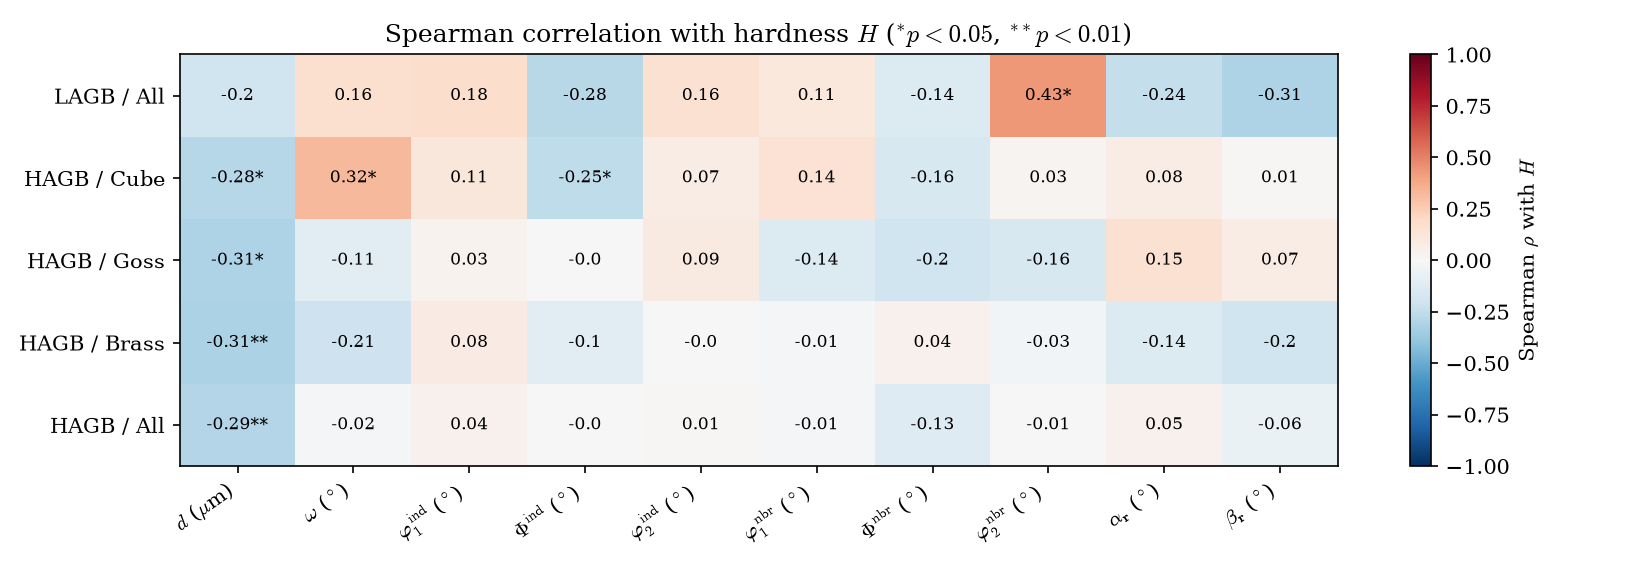 Spearman correlation with hardness H (*p < 0.05, **p < 0.01)
LAGB / All -0.2 0.16 0.18 -0.28 0.16 0.11 -0.14 0.43* -0.24 -0.31
HAGB / Cube -0.28* 0.32* 0.11 -0.25* 0.07 0.14 -0.16 0.03 0.08 0.01
HAGB / Goss -0.31* -0.11 0.03 -0.0 0.09 -0.14 -0.2 -0.16 0.15 0.07
HAGB / Brass -0.31** -0.21 0.08 -0.1 -0.0 -0.01 0.04 -0.03 -0.14 -0.2
HAGB / All -0.29** -0.02 0.04 -0.0 0.01 -0.01 -0.13 -0.01 0.05 -0.06
d (μm) ω (°) φ₁ⁱⁿᵈ (°) Φⁱⁿᵈ (°) φ₂ⁱⁿᵈ (°) φ₁ⁿᵇʳ (°) Φⁿᵇʳ (°) φ₂ⁿᵇʳ (°) αᵣ (°) βᵣ (°)
1.00
0.75
0.50
0.25
0.00
−0.25
−0.50
−0.75
−1.00
Spearman ρ with H